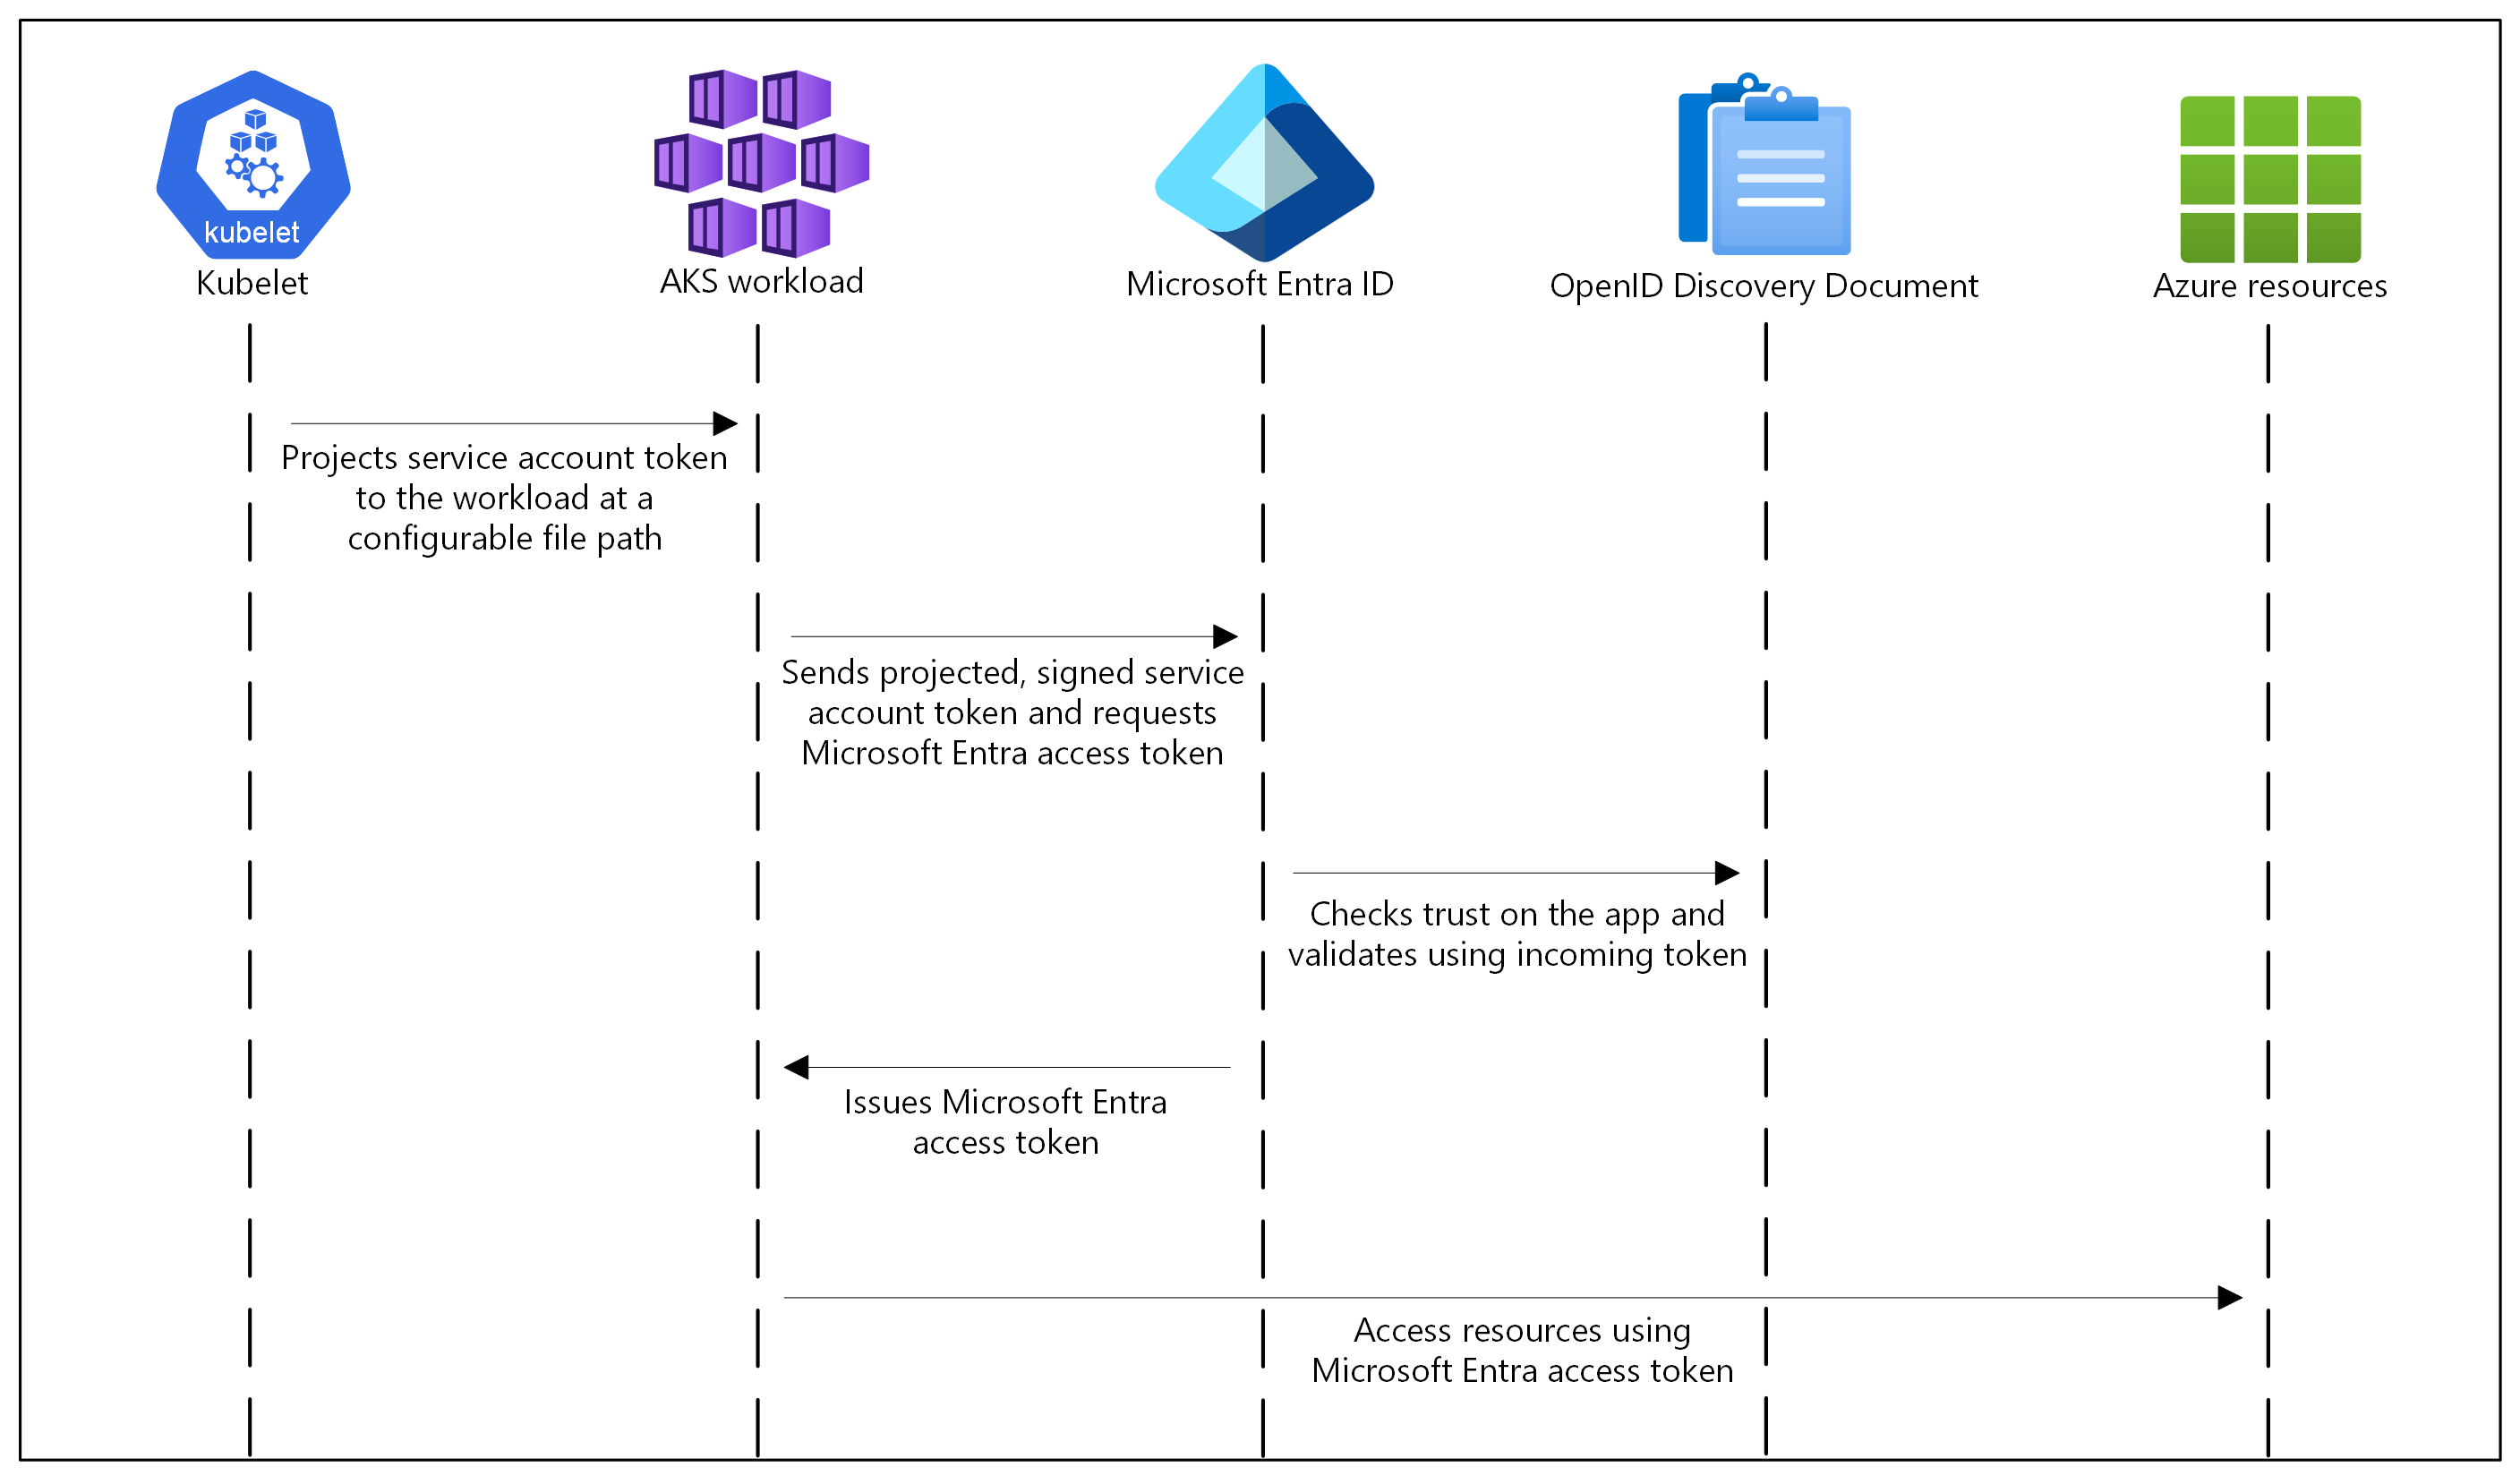 kubelet
Kubelet
AKS workload
Microsoft Entra ID
OpenID Discovery Document
Azure resources
Projects service account token
to the workload at a
configurable file path
Sends projected, signed service
account token and requests
Microsoft Entra access token
Checks trust on the app and
validates using incoming token
Issues Microsoft Entra
access token
Access resources using
Microsoft Entra access token